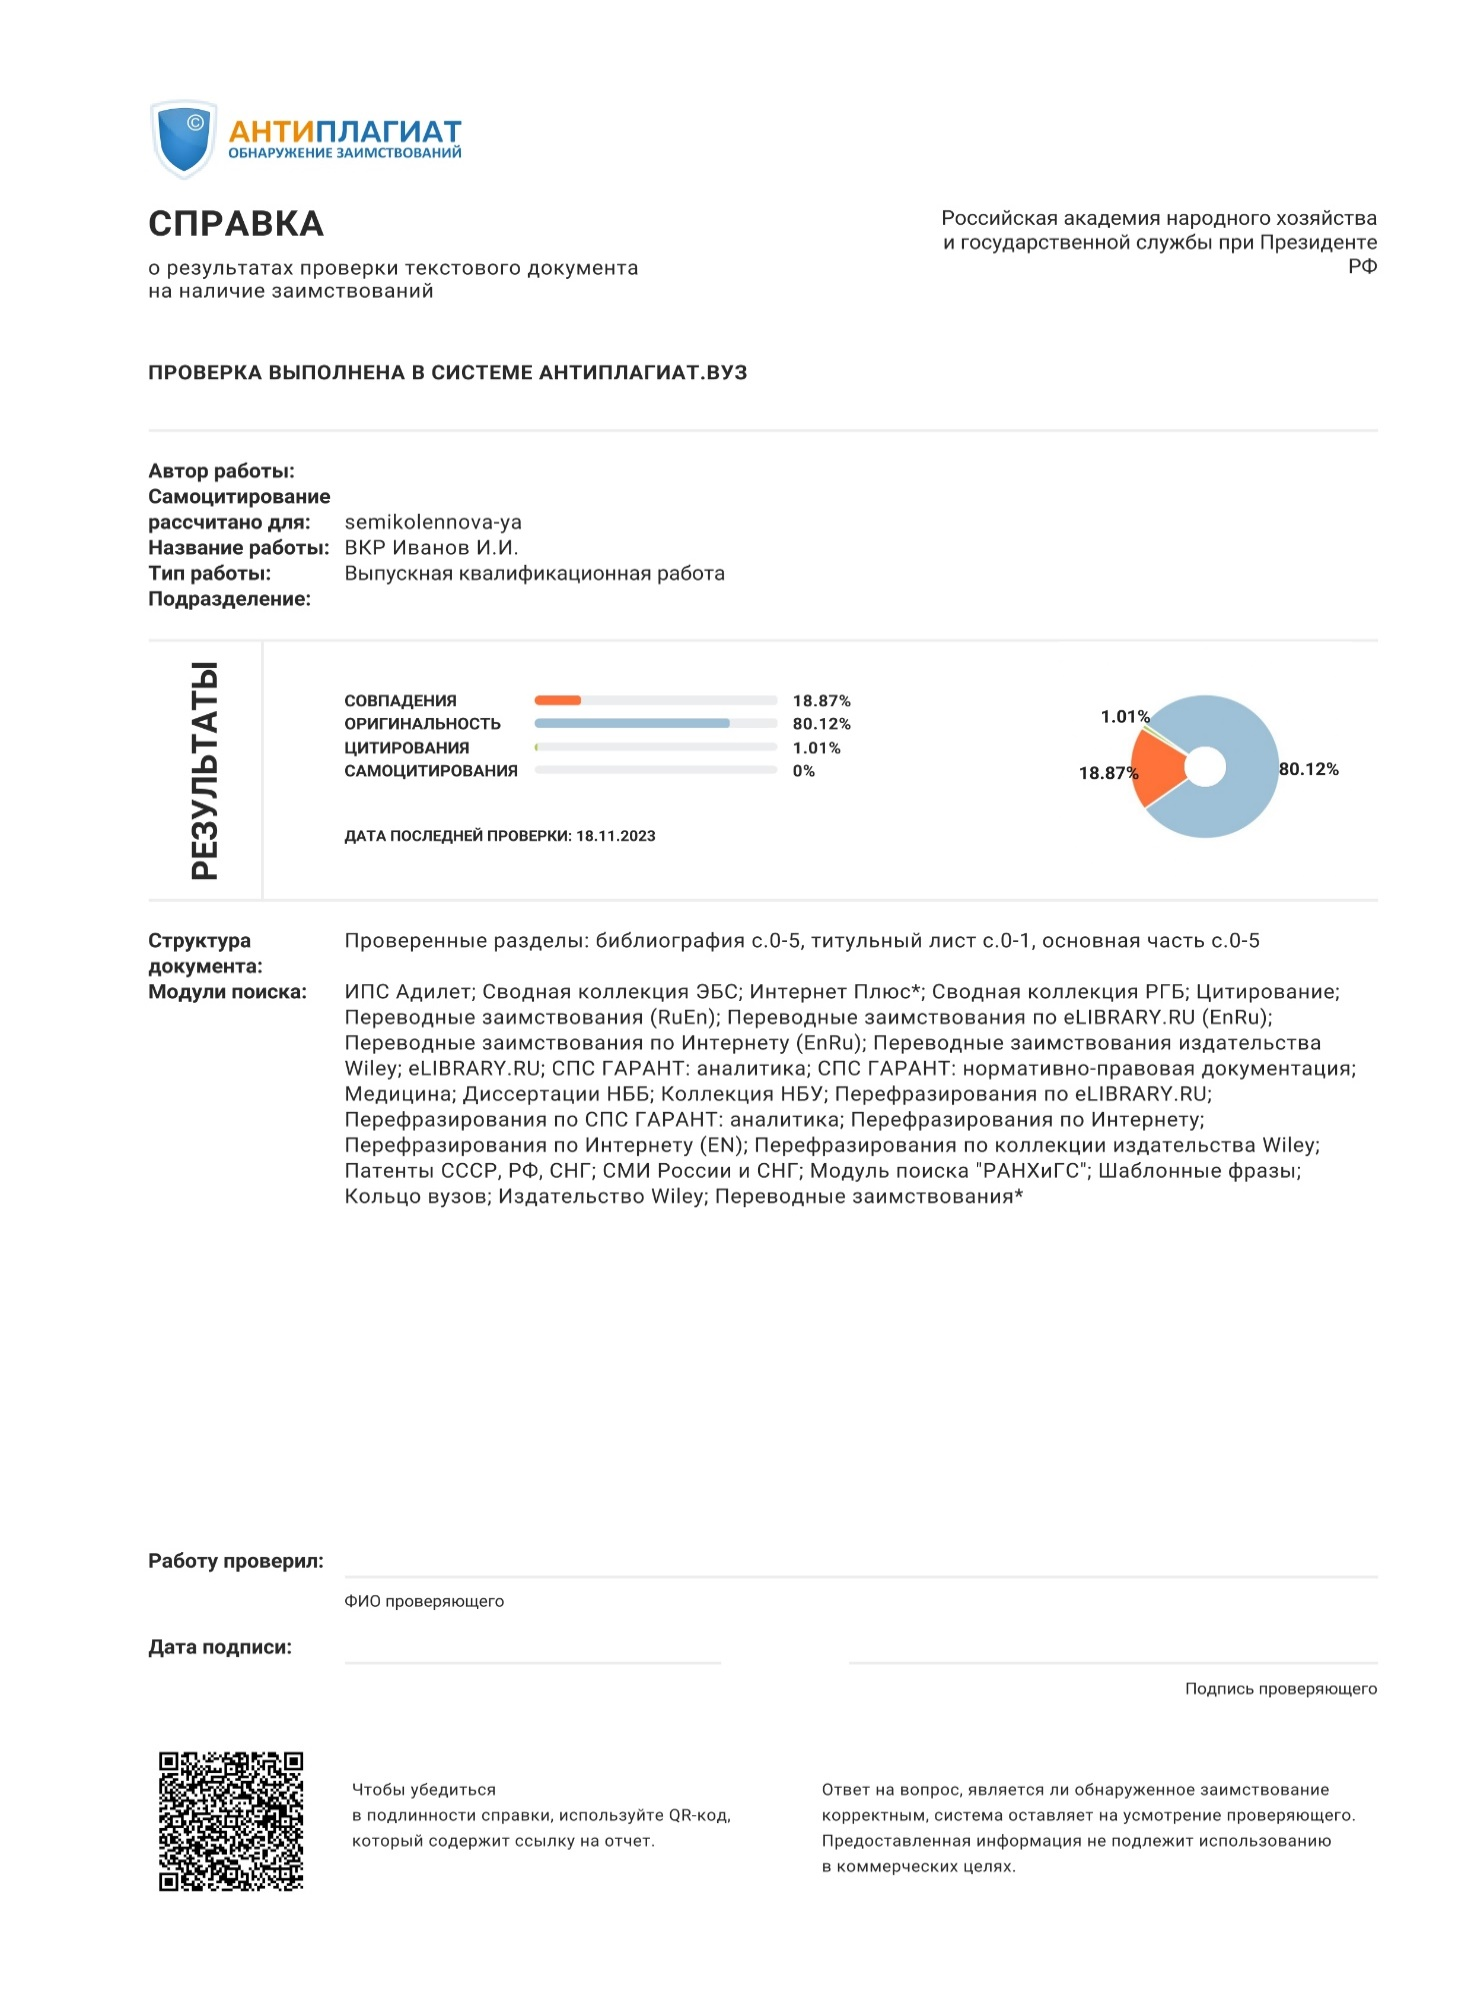 ©
АНТИПЛАГИАТ
ОБНАРУЖЕНИЕ ЗАИМСТВОВАНИЙ
СПРАВКА
о результатах проверки текстового документа
на наличие заимствований
Российская академия народного хозяйства
и государственной службы при Президенте
РФ
ПРОВЕРКА ВЫПОЛНЕНА В СИСТЕМЕ АНТИПЛАГИАТ.ВУЗ
Автор работы:
Самоцитирование
рассчитано для: semikolennova-ya
Название работы: ВКР Иванов И.И.
Тип работы: Выпускная квалификационная работа
Подразделение:
РЕЗУЛЬТАТЫ
СОВПАДЕНИЯ 18.87%
ОРИГИНАЛЬНОСТЬ 80.12%
ЦИТИРОВАНИЯ 1.01%
САМОЦИТИРОВАНИЯ 0%
ДАТА ПОСЛЕДНЕЙ ПРОВЕРКИ: 18.11.2023
1.01%
18.87%
80.12%
Структура
документа:
Проверенные разделы: библиография с.0-5, титульный лист с.0-1, основная часть с.0-5
Модули поиска: ИПС Адилет; Сводная коллекция ЭБС; Интернет Плюс*; Сводная коллекция РГБ; Цитирование;
Переводные заимствования (RuEn); Переводные заимствования по eLIBRARY.RU (EnRu);
Переводные заимствования по Интернету (EnRu); Переводные заимствования издательства
Wiley; eLIBRARY.RU; СПС ГАРАНТ: аналитика; СПС ГАРАНТ: нормативно-правовая документация;
Медицина; Диссертации НББ; Коллекция НБУ; Перефразирования по eLIBRARY.RU;
Перефразирования по СПС ГАРАНТ: аналитика; Перефразирования по Интернету;
Перефразирования по Интернету (EN); Перефразирования по коллекции издательства Wiley;
Патенты СССР, РФ, СНГ; СМИ России и СНГ; Модуль поиска "РАНХиГС"; Шаблонные фразы;
Кольцо вузов; Издательство Wiley; Переводные заимствования*
Работу проверил:
ФИО проверяющего
Дата подписи:
Подпись проверяющего
Чтобы убедиться
в подлинности справки, используйте QR-код,
который содержит ссылку на отчет.
Ответ на вопрос, является ли обнаруженное заимствование
корректным, система оставляет на усмотрение проверяющего.
Предоставленная информация не подлежит использованию
в коммерческих целях.